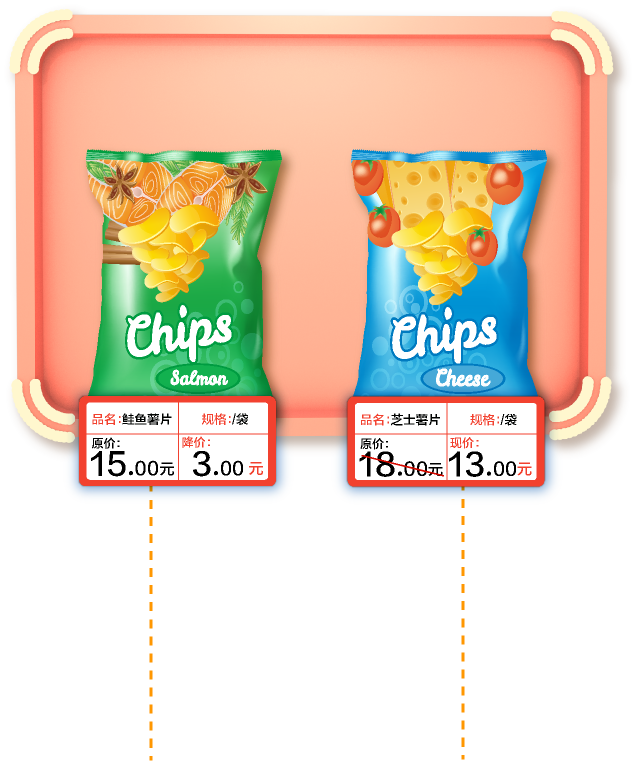 Chips
Salmon
Chips
Cheese
品名:鲑鱼薯片 规格:/袋
原价: 降价:
15.00元 3.00 元
品名:芝士薯片 规格:/袋
原价: 现价:
18.00元 13.00元